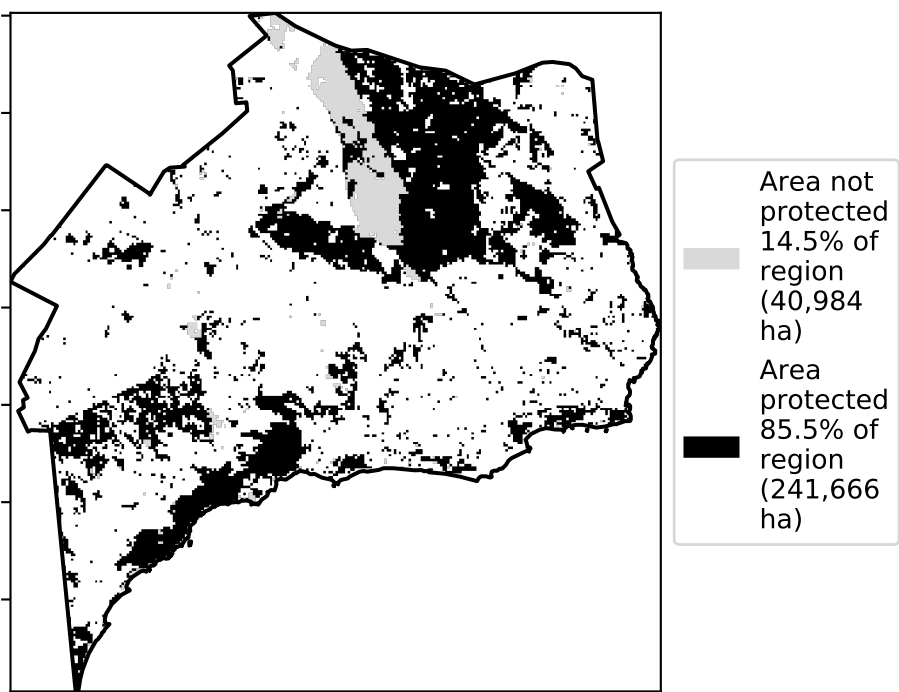 Area not
protected
14.5% of
region
(40,984
ha)
Area
protected
85.5% of
region
(241,666
ha)